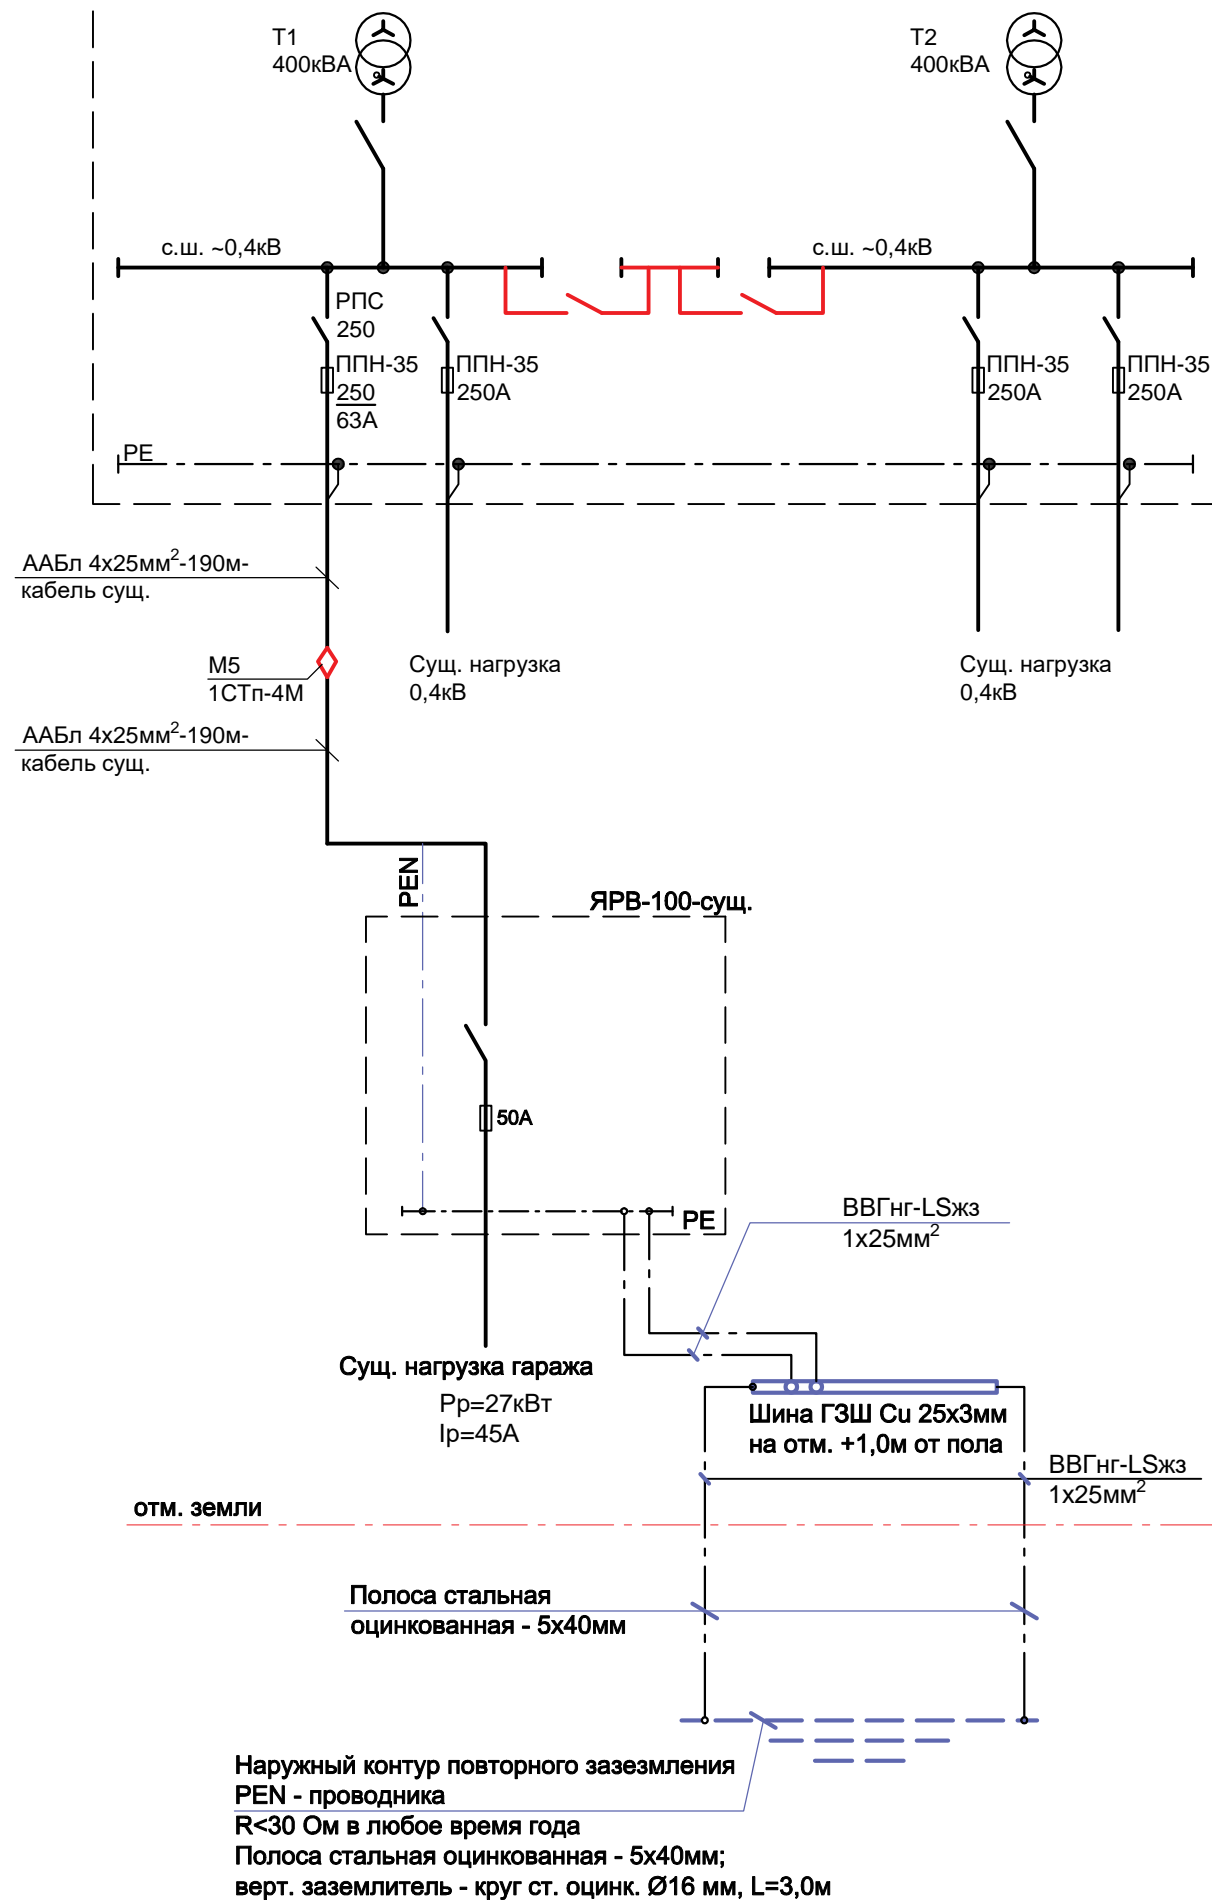 Т1
400кВА
Т2
400кВА
с.ш. ~0,4кВ
с.ш. ~0,4кВ
РПС
250
ППН-35
250
63А
ППН-35
250А
ППН-35
250А
ППН-35
250А
PE
ААБл 4х25мм²-190м-
кабель сущ.
М5
1СТп-4М
Сущ. нагрузка
0,4кВ
Сущ. нагрузка
0,4кВ
ААБл 4х25мм²-190м-
кабель сущ.
PEN
ЯРВ-100-сущ.
50А
PE
ВВГнг-LSжз
1х25мм²
Сущ. нагрузка гаража
Рр=27кВт
Iр=45А
Шина ГЗШ Cu 25х3мм
на отм. +1,0м от пола
ВВГнг-LSжз
1х25мм²
отм. земли
Полоса стальная
оцинкованная - 5х40мм
Наружный контур повторного зазезмления
PEN - проводника
R<30 Ом в любое время года
Полоса стальная оцинкованная - 5х40мм;
верт. заземлитель - круг ст. оцинк. Ø16 мм, L=3,0м